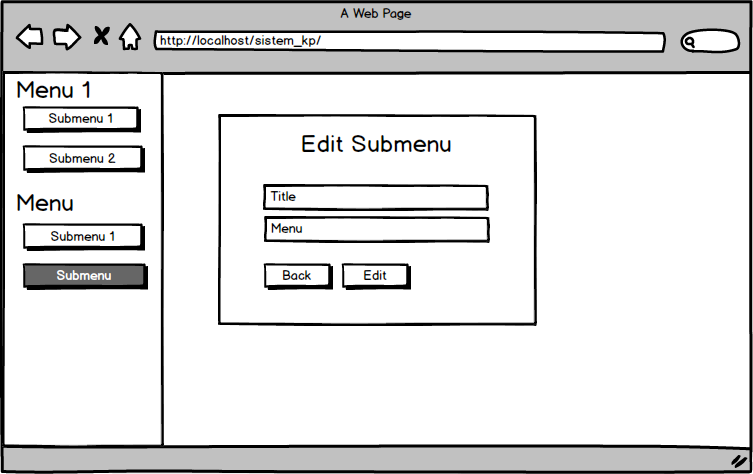 A Web Page
http://localhost/sistem_kp/
Menu 1
Submenu 1
Submenu 2
Menu
Submenu 1
Submenu
Edit Submenu
Title
Menu
Back
Edit